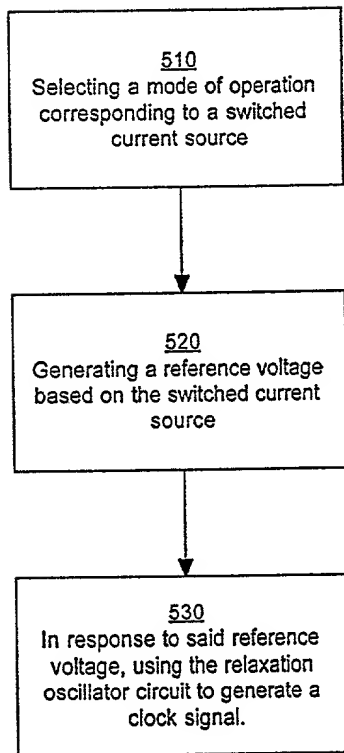 510
Selecting a mode of operation
corresponding to a switched
current source
520
Generating a reference voltage
based on the switched current
source
530
In response to said reference
voltage, using the relaxation
oscillator circuit to generate a
clock signal.